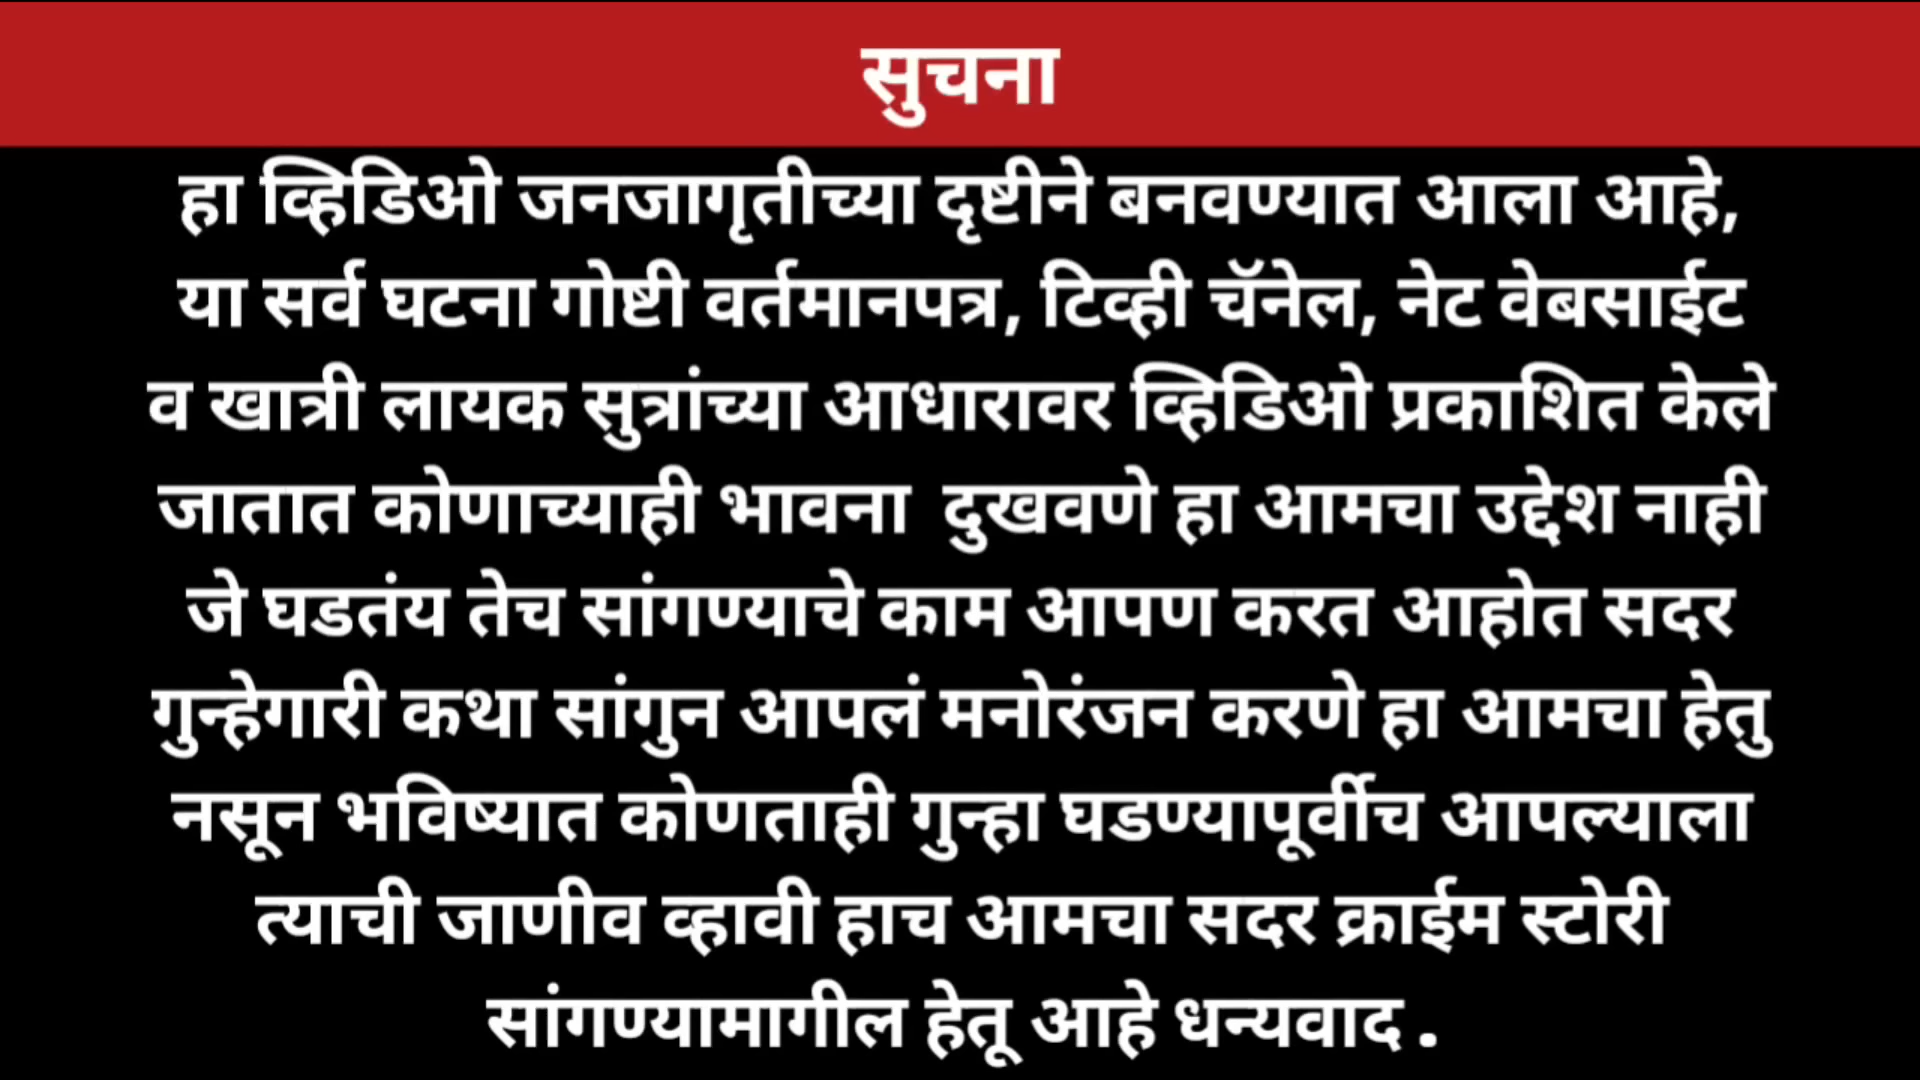 सुचना
हा व्हिडिओ जनजागृतीच्या दृष्टीने बनवण्यात आला आहे,
या सर्व घटना गोष्टी वर्तमानपत्र, टिव्ही चॅनेल, नेट वेबसाईट
व खात्री लायक सुत्रांच्या आधारावर व्हिडिओ प्रकाशित केले
जातात कोणाच्याही भावना दुखवणे हा आमचा उद्देश नाही
जे घडतंय तेच सांगण्याचे काम आपण करत आहोत सदर
गुन्हेगारी कथा सांगुन आपलं मनोरंजन करणे हा आमचा हेतु
नसून भविष्यात कोणताही गुन्हा घडण्यापूर्वीच आपल्याला
त्याची जाणीव व्हावी हाच आमचा सदर क्राईम स्टोरी
सांगण्यामागील हेतू आहे धन्यवाद .